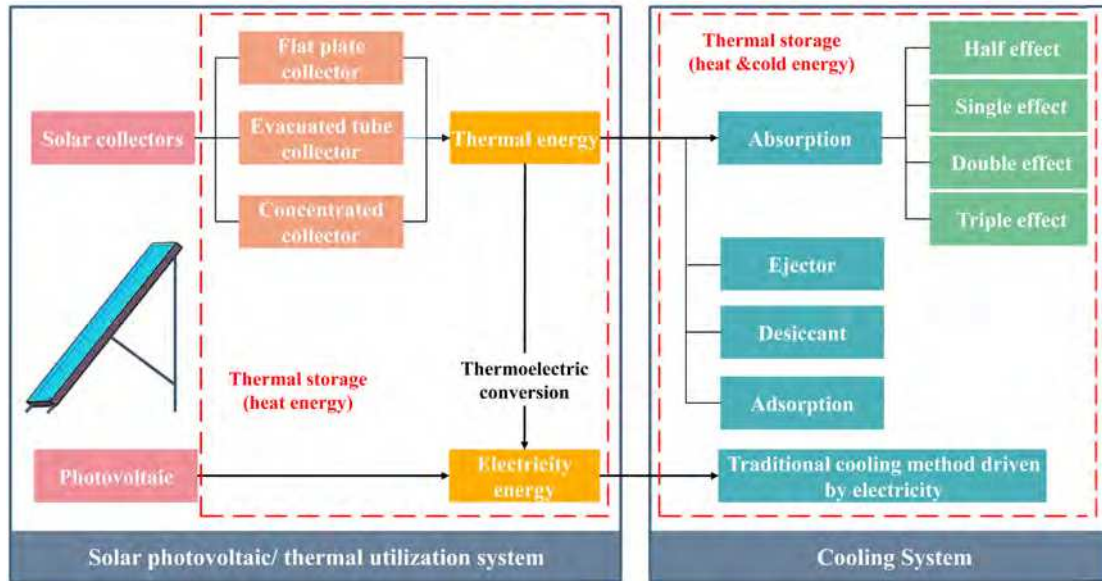 Flat plate
collector
Solar collectors
Evacuated tube
collector
Concentrated
collector
Thermal energy
Thermal storage
(heat energy)
Thermoelectric
conversion
Photovoltaic
Electricity
energy
Solar photovoltaic/ thermal utilization system
Thermal storage
(heat &cold energy)
Absorption
Half effect
Single effect
Double effect
Triple effect
Ejector
Desiccant
Adsorption
Traditional cooling method driven
by electricity
Cooling System